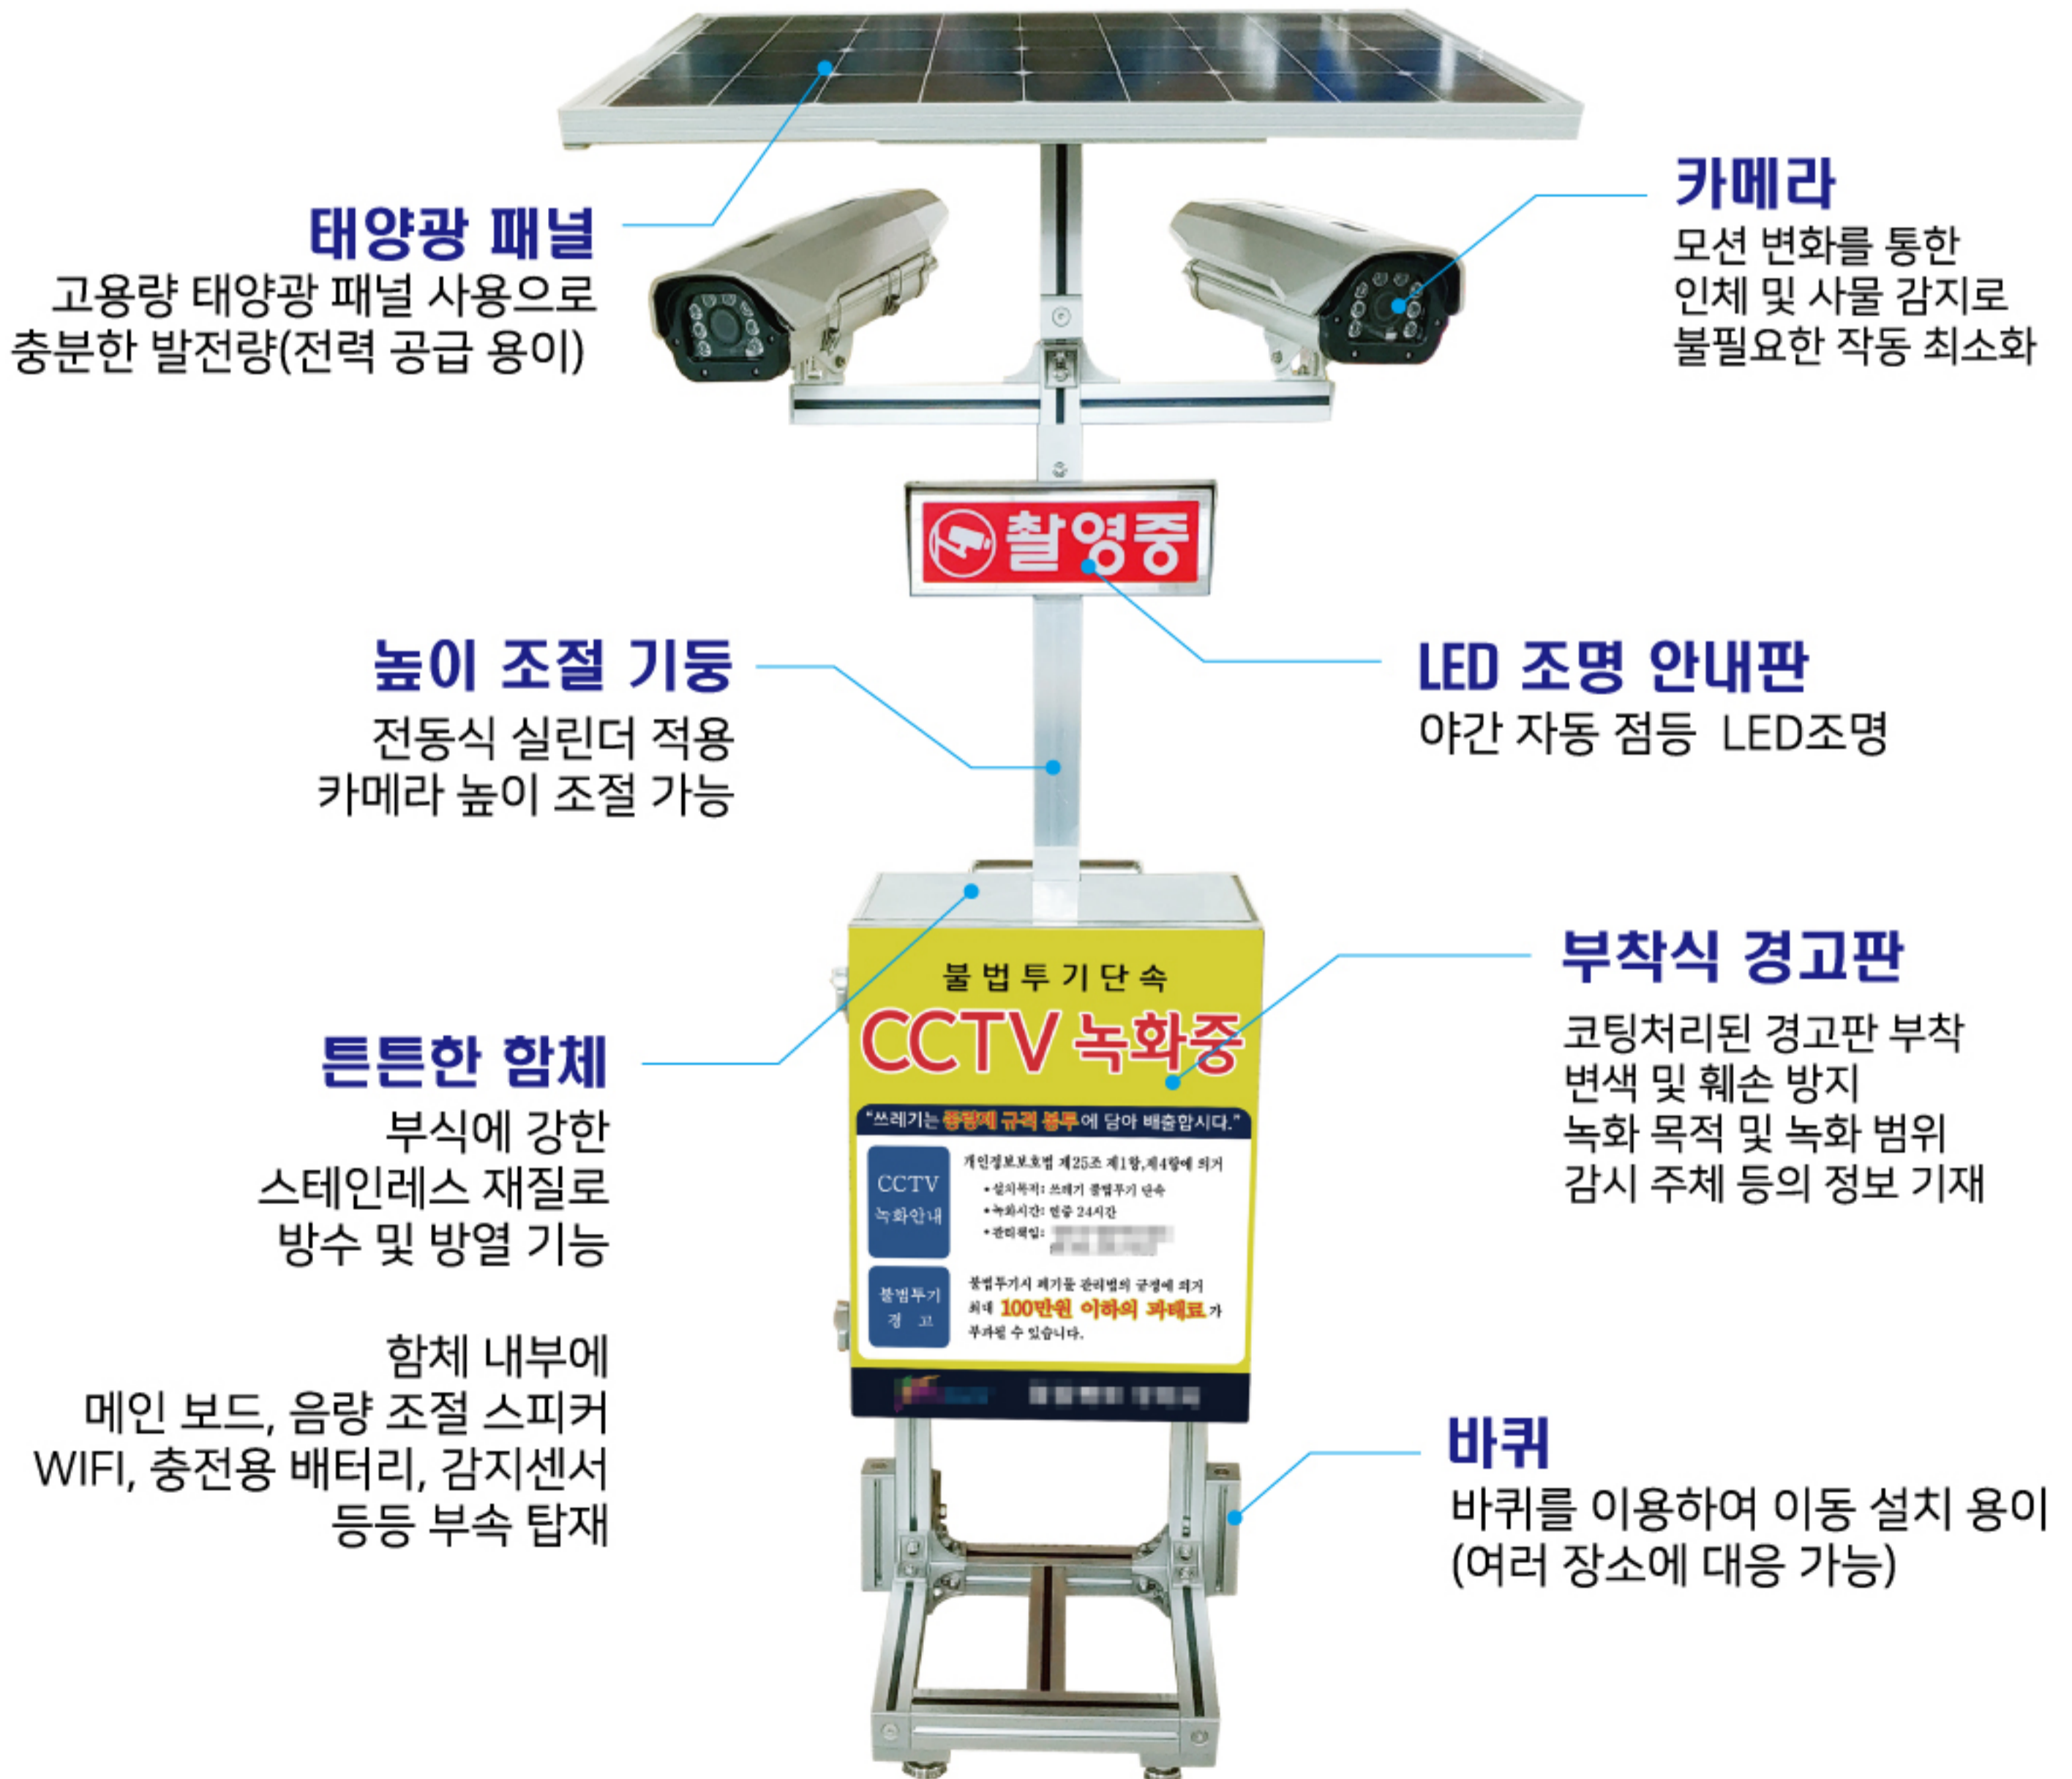 태양광 패널
고용량 태양광 패널 사용으로
충분한 발전량(전력 공급 용이)
카메라
모션 변화를 통한
인체 및 사물 감지로
불필요한 작동 최소화
촬영중
높이 조절 기둥
전동식 실린더 적용
카메라 높이 조절 가능
LED 조명 안내판
야간 자동 점등 LED조명
튼튼한 함체
부식에 강한
스테인레스 재질로
방수 및 방열 기능
함체 내부에
메인 보드, 음량 조절 스피커
WIFI, 충전용 배터리, 감지센서
등등 부속 탑재
불법투기단속
CCTV 녹화중
“쓰레기는 종량제 규격 봉투에 담아 배출합시다.”
CCTV
녹화안내
개인정보보호법 제25조 제1항,제4항에 의거
•설치목적: 쓰레기 불법투기 단속
•녹화시간: 연중 24시간
•관리책임:
불법투기
경 고
불법투기시 폐기물 관리법의 규정에 의거
최대 100만원 이하의 과태료가
부과될 수 있습니다.
부착식 경고판
코팅처리된 경고판 부착
변색 및 훼손 방지
녹화 목적 및 녹화 범위
감시 주체 등의 정보 기재
바퀴
바퀴를 이용하여 이동 설치 용이
(여러 장소에 대응 가능)